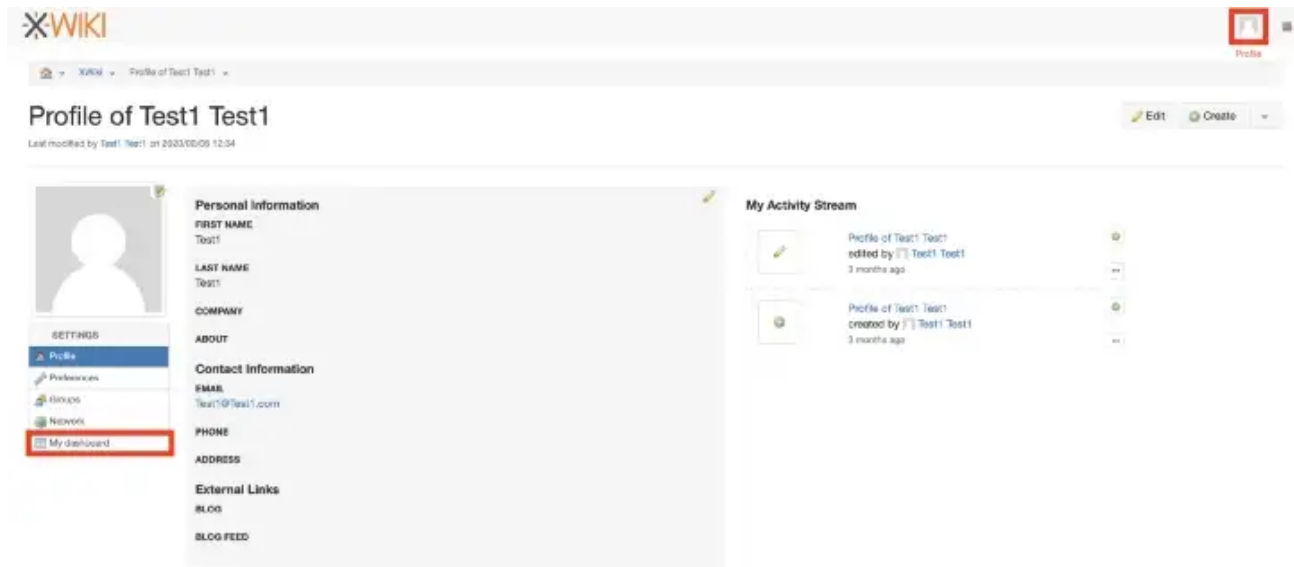 XWIKI
Profile
XWiki Profile of Test1 Test1
Profile of Test1 Test1
Edit Create
Last modified by Test1 Test1 on 12:34
Personal Information
FIRST NAME
Test1
LAST NAME
Test1
COMPANY
ABOUT
Contact Information
EMAIL
Test1@Test1.com
PHONE
ADDRESS
External Links
BLOG
BLOG FEED
SETTINGS
Profile
Preferences
Groups
Network
My dashboard
My Activity Stream
Profile of Test1 Test1
edited by Test1 Test1
3 months ago
Profile of Test1 Test1
created by Test1 Test1
3 months ago